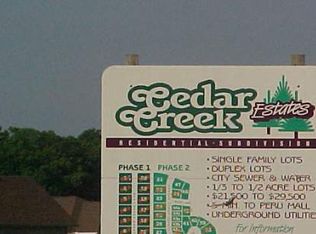 Cedar
Creek
Estates
RESIDENTIAL · SUBDIVISION
PHASE 1 PHASE 2
· SINGLE FAMILY LOTS
· DUPLEX LOTS
· CITY SEWER & WATER
· 1/3 TO 1/2 ACRE LOTS
· $21,500 TO $29,500
· 5 MIN TO PERU MALL
· UNDERGROUND UTILITIE
for information